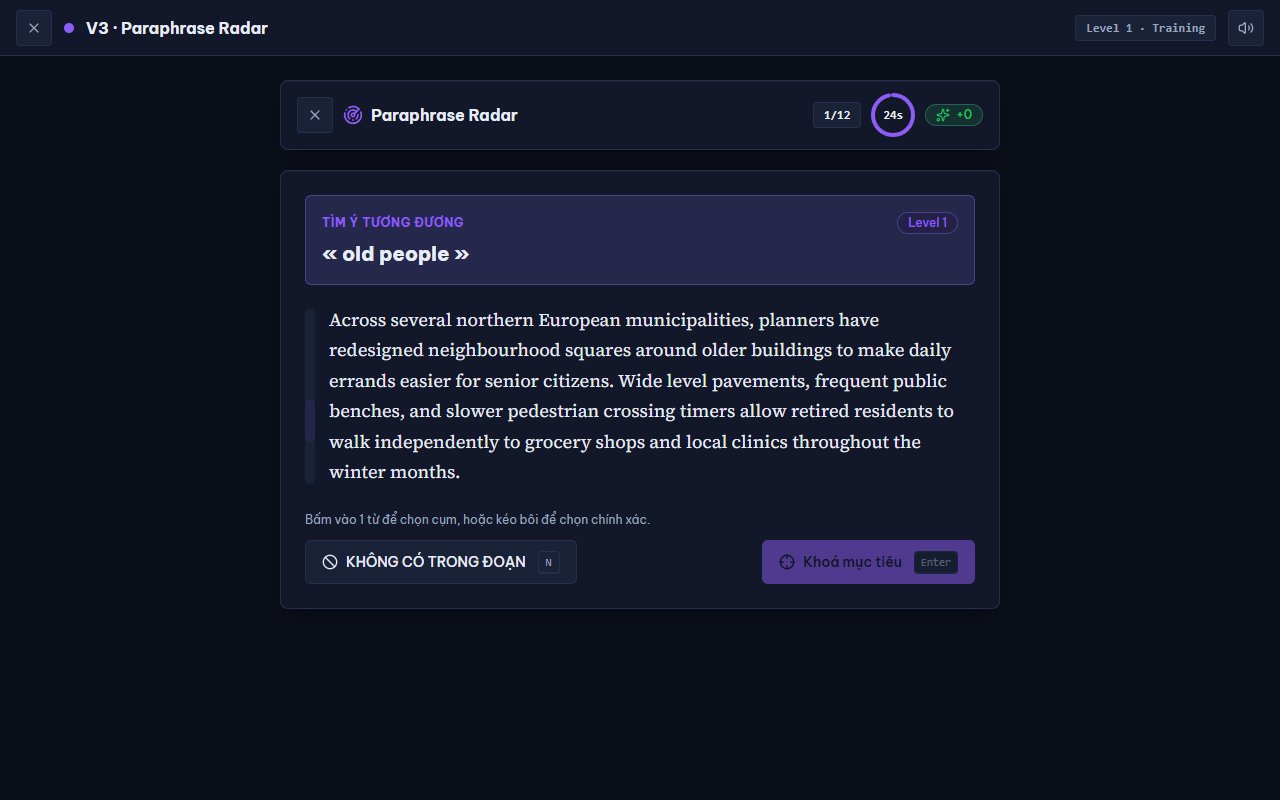 V3 · Paraphrase Radar
Level 1 · Training
Paraphrase Radar
1/12
24s
+0
TÌM Ý TƯƠNG ĐƯƠNG
Level 1
« old people »
Across several northern European municipalities, planners have
redesigned neighbourhood squares around older buildings to make daily
errands easier for senior citizens. Wide level pavements, frequent public
benches, and slower pedestrian crossing timers allow retired residents to
walk independently to grocery shops and local clinics throughout the
winter months.
Bấm vào 1 từ để chọn cụm, hoặc kéo bôi để chọn chính xác.
KHÔNG CÓ TRONG ĐOẠN N
Khoá mục tiêu Enter